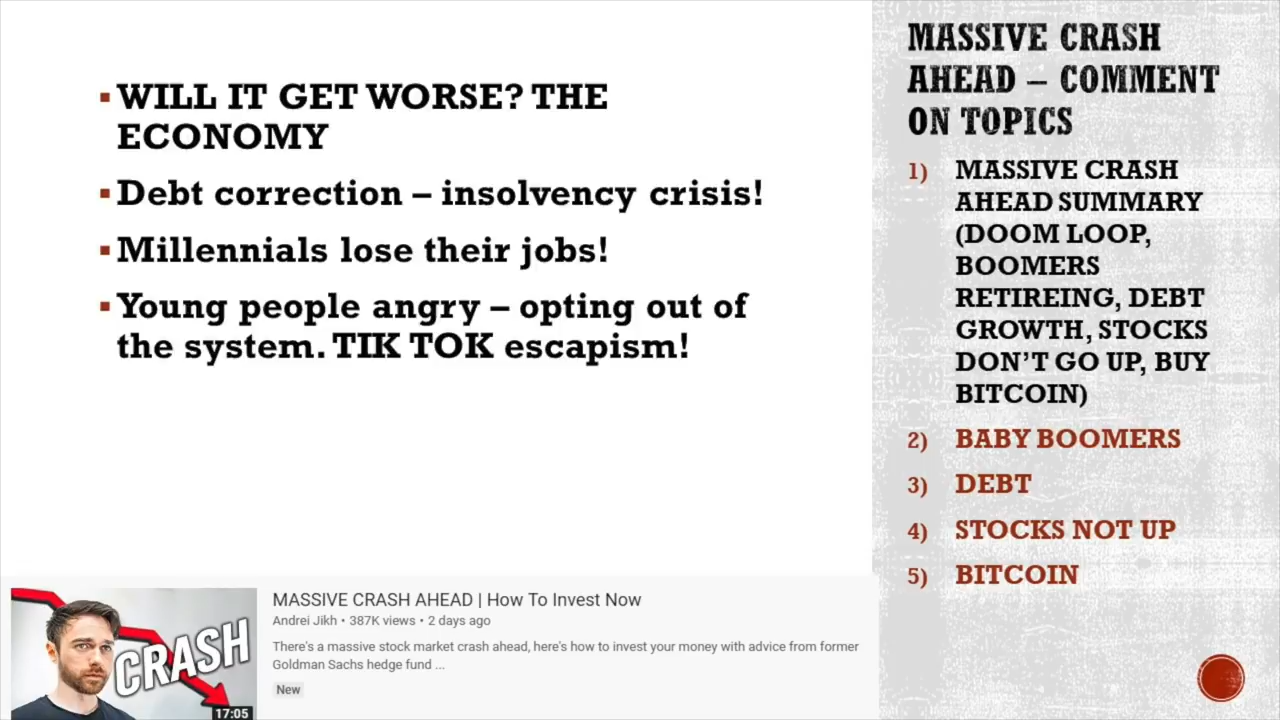 WILL IT GET WORSE? THE
ECONOMY
Debt correction – insolvency crisis!
Millennials lose their jobs!
Young people angry – opting out of
the system. TIK TOK escapism!
MASSIVE CRASH
AHEAD – COMMENT
ON TOPICS
1) MASSIVE CRASH
AHEAD SUMMARY
(DOOM LOOP,
BOOMERS
RETIREING, DEBT
GROWTH, STOCKS
DON'T GO UP, BUY
BITCOIN)
2) BABY BOOMERS
3) DEBT
4) STOCKS NOT UP
5) BITCOIN
CRASH
17:05
MASSIVE CRASH AHEAD | How To Invest Now
Andrei Jikh • 387K views • 2 days ago
There's a massive stock market crash ahead, here's how to invest your money with advice from former
Goldman Sachs hedge fund ...
New